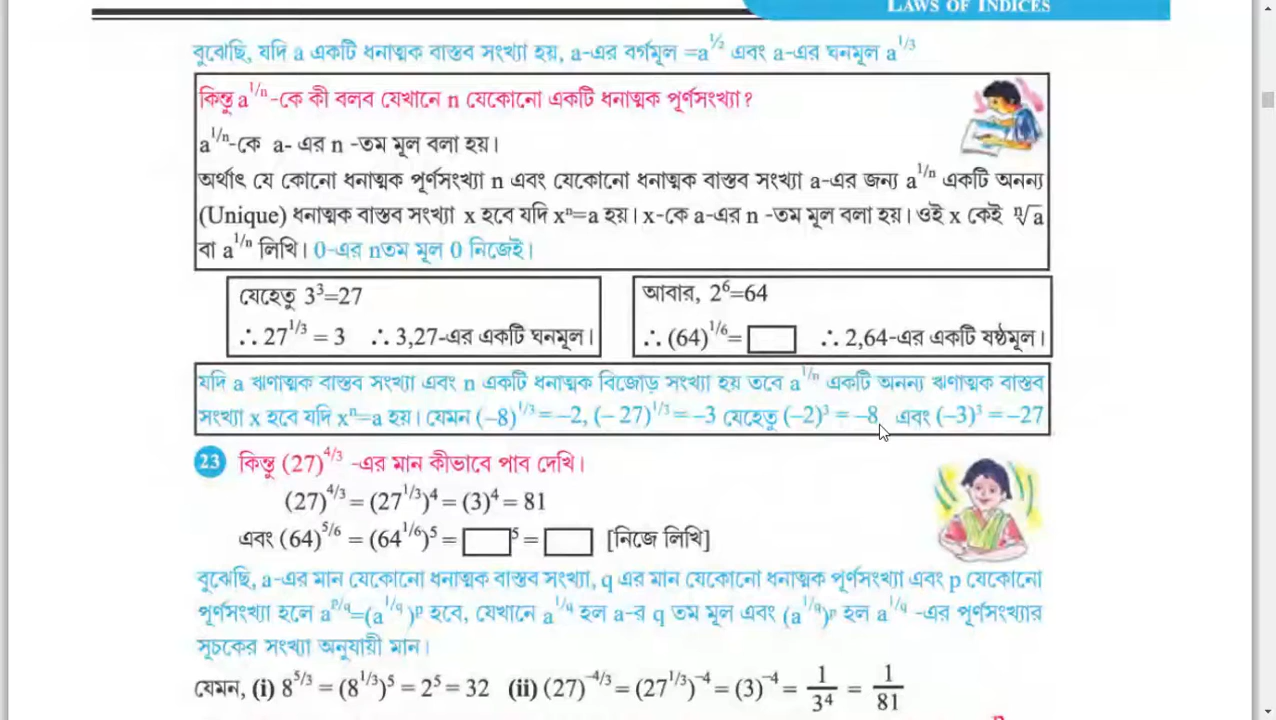 LAWS OF INDICES
বুঝেছি, যদি a একটি ধনাত্মক বাস্তব সংখ্যা হয়, a-এর বর্গমূল =a^{1/2} এবং a-এর ঘনমূল a^{1/3}
কিন্তু a^{1/n}-কে কী বলব যেখানে n যেকোনো একটি ধনাত্মক পূর্ণসংখ্যা?
a^{1/n}-কে a- এর n -তম মূল বলা হয়।
অর্থাৎ যে কোনো ধনাত্মক পূর্ণসংখ্যা n এবং যেকোনো ধনাত্মক বাস্তব সংখ্যা a-এর জন্য a^{1/n} একটি অনন্য
(Unique) ধনাত্মক বাস্তব সংখ্যা x হবে যদি xⁿ=a হয়। x-কে a-এর n -তম মূল বলা হয়। ওই x কেই ⁿ√a
বা a^{1/n} লিখি। 0-এর nতম মূল 0 নিজেই।
যেহেতু 3³=27
∴ 27^{1/3} = 3 ∴ 3,27-এর একটি ঘনমূল।
আবার, 2⁶=64
∴ (64)^{1/6}= ∴ 2,64-এর একটি ষষ্ঠমূল।
যদি a ঋণাত্মক বাস্তব সংখ্যা এবং n একটি ধনাত্মক বিজোড় সংখ্যা হয় তবে a^{1/n} একটি অনন্য ঋণাত্মক বাস্তব
সংখ্যা x হবে যদি xⁿ=a হয়। যেমন (–8)^{1/3} = –2, (– 27)^{1/3} = –3 যেহেতু (–2)³ = –8, এবং (–3)³ = –27
23 কিন্তু (27)^{4/3} -এর মান কীভাবে পাব দেখি।
(27)^{4/3} = (27^{1/3})⁴ = (3)⁴ = 81
এবং (64)^{5/6} = (64^{1/6})⁵ = ⁵ = [নিজে লিখি]
বুঝেছি, a-এর মান যেকোনো ধনাত্মক বাস্তব সংখ্যা, q এর মান যেকোনো ধনাত্মক পূর্ণসংখ্যা এবং p যেকোনো
পূর্ণসংখ্যা হলে a^{p/q}=(a^{1/q})^p হবে, যেখানে a^{1/q} হল a-র q তম মূল এবং (a^{1/q})^p হল a^{1/q} -এর পূর্ণসংখ্যার
সূচকের সংখ্যা অনুযায়ী মান।
যেমন, (i) 8^{5/3} = (8^{1/3})⁵ = 2⁵ = 32 (ii) (27)^{–4/3} = (27^{1/3})^{–4} = (3)^{–4} = 1/3⁴ = 1/81